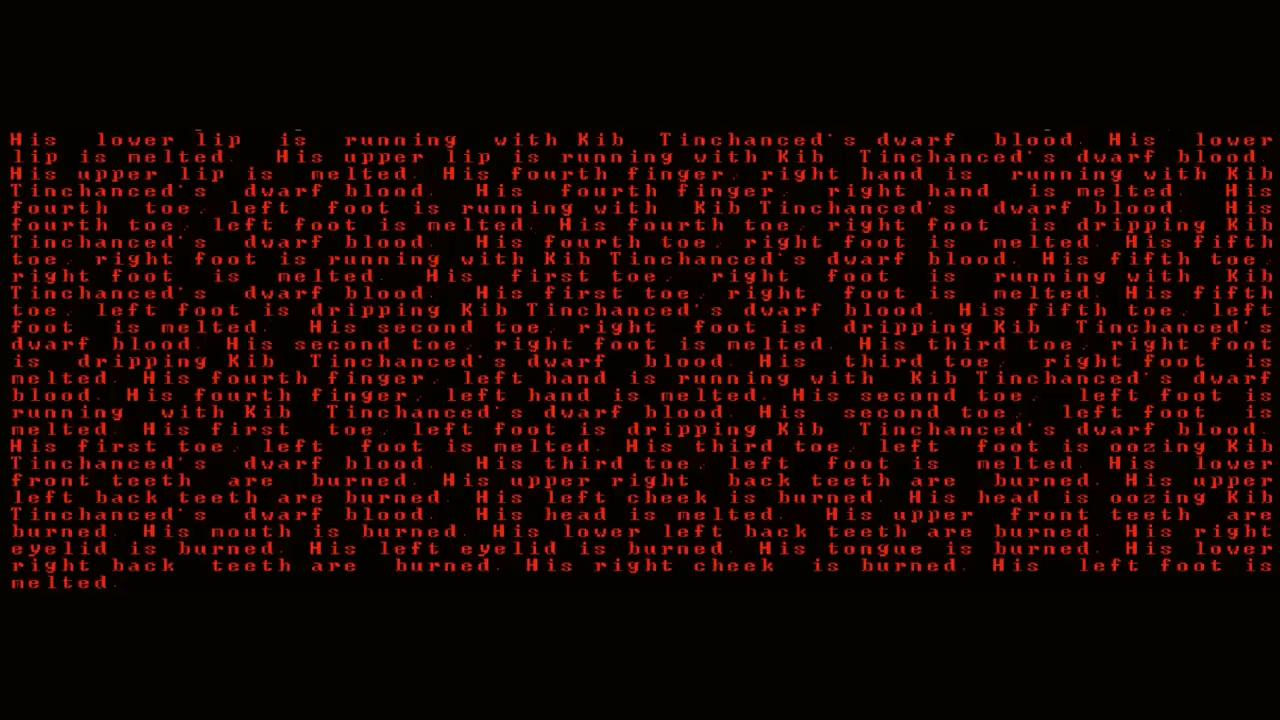 His lower lip is running with Kib Tinchanced's dwarf blood. His lower
lip is melted. His upper lip is running with Kib Tinchanced's dwarf blood.
His upper lip is melted. His fourth finger, right hand is running with Kib
Tinchanced's dwarf blood. His fourth finger, right hand is melted. His
fourth toe, left foot is running with Kib Tinchanced's dwarf blood. His
fourth toe, left foot is melted. His fourth toe, right foot is dripping Kib
Tinchanced's dwarf blood. His fourth toe, right foot is melted. His fifth
toe, right foot is running with Kib Tinchanced's dwarf blood. His fifth toe,
right foot is melted. His first toe, right foot is running with Kib
Tinchanced's dwarf blood. His first toe, right foot is melted. His fifth
toe, left foot is dripping Kib Tinchanced's dwarf blood. His fifth toe, left
foot is melted. His second toe, right foot is dripping Kib Tinchanced's
dwarf blood. His second toe, right foot is melted. His third toe, right foot
is dripping Kib Tinchanced's dwarf blood. His third toe, right foot is
melted. His fourth finger, left hand is running with Kib Tinchanced's dwarf
blood. His fourth finger, left hand is melted. His second toe, left foot is
running with Kib Tinchanced's dwarf blood. His second toe, left foot is
melted. His first toe, left foot is dripping Kib Tinchanced's dwarf blood.
His first toe, left foot is melted. His third toe, left foot is oozing Kib
Tinchanced's dwarf blood. His third toe, left foot is melted. His lower
front teeth are burned. His upper right back teeth are burned. His upper
left back teeth are burned. His left cheek is burned. His head is oozing Kib
Tinchanced's dwarf blood. His head is melted. His upper front teeth are
burned. His mouth is burned. His lower left back teeth are burned. His right
eyelid is burned. His left eyelid is burned. His tongue is burned. His lower
right back teeth are burned. His right cheek is burned. His left foot is
melted.